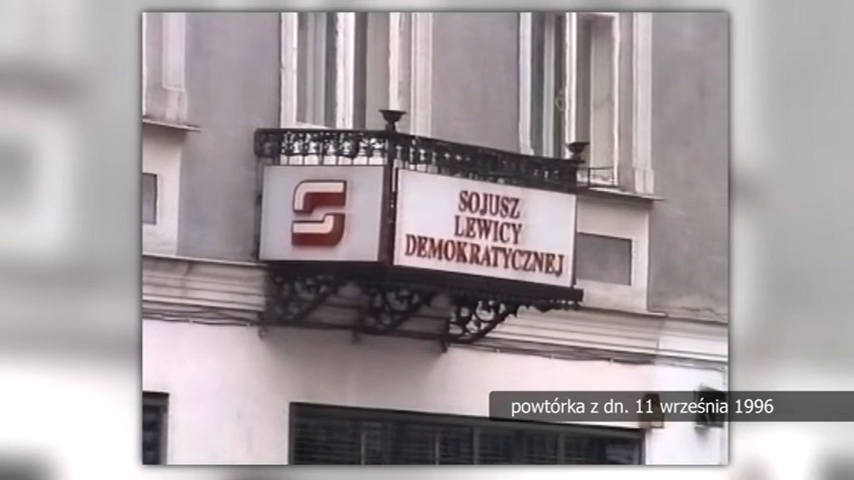 S
SOJUSZ
LEWICY
DEMOKRATYCZNEJ
powtórka z dn. 11 września 1996